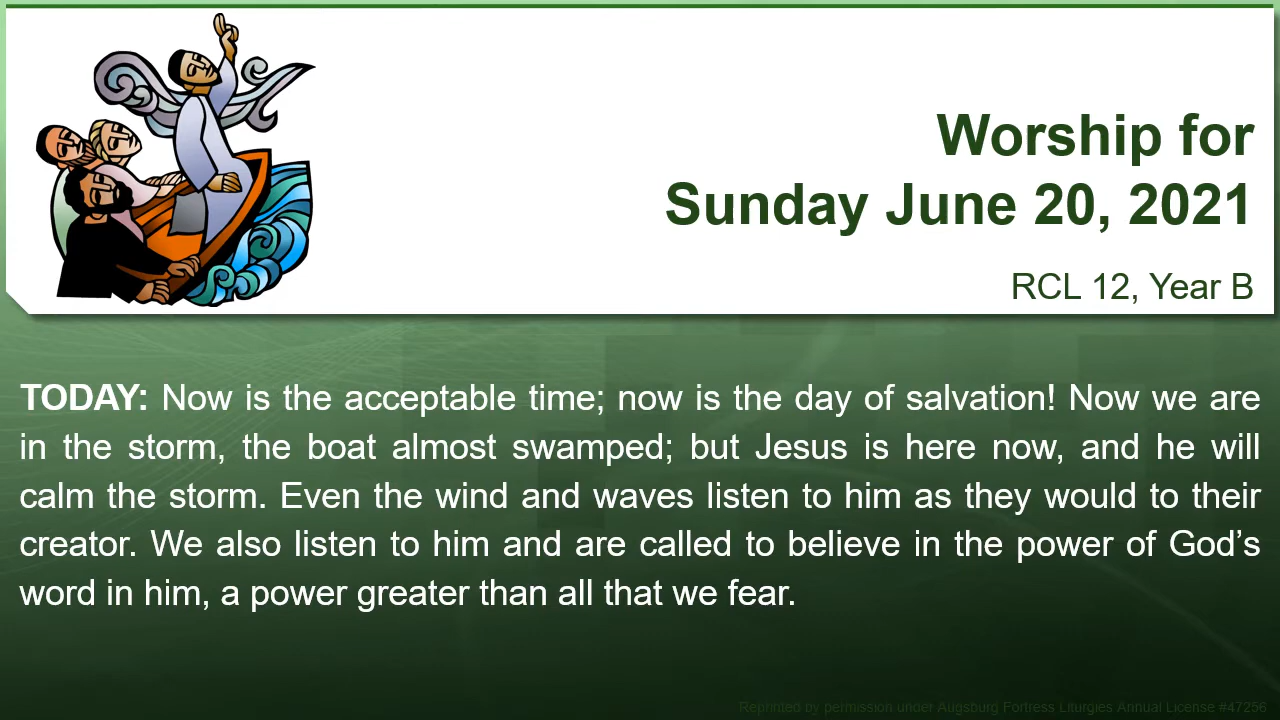 Worship for
Sunday June 20, 2021
RCL 12, Year B
TODAY: Now is the acceptable time; now is the day of salvation! Now we are
in the storm, the boat almost swamped; but Jesus is here now, and he will
calm the storm. Even the wind and waves listen to him as they would to their
creator. We also listen to him and are called to believe in the power of God’s
word in him, a power greater than all that we fear.
Reprinted by permission under Augsburg Fortress Liturgies Annual License #47256